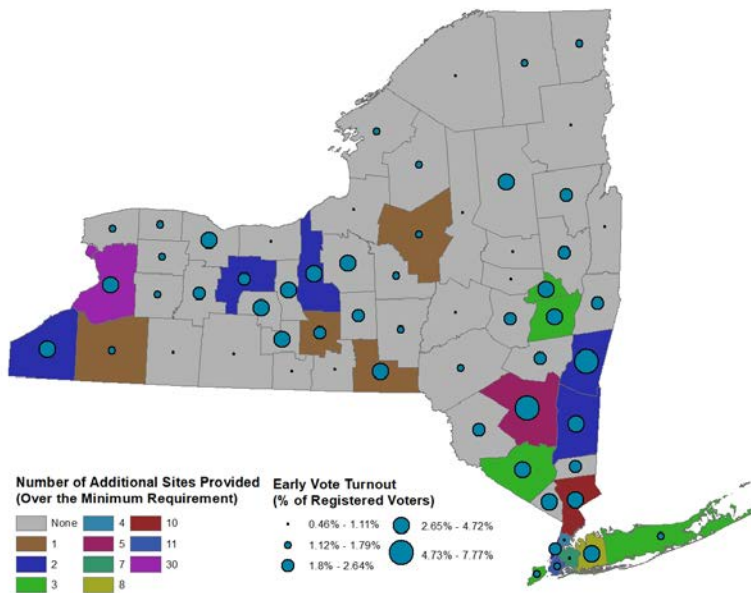 Number of Additional Sites Provided
(Over the Minimum Requirement)
None
1
2
3
4
5
7
8
10
11
30
Early Vote Turnout
(% of Registered Voters)
0.46% - 1.11%
1.12% - 1.79%
1.8% - 2.64%
2.65% - 4.72%
4.73% - 7.77%